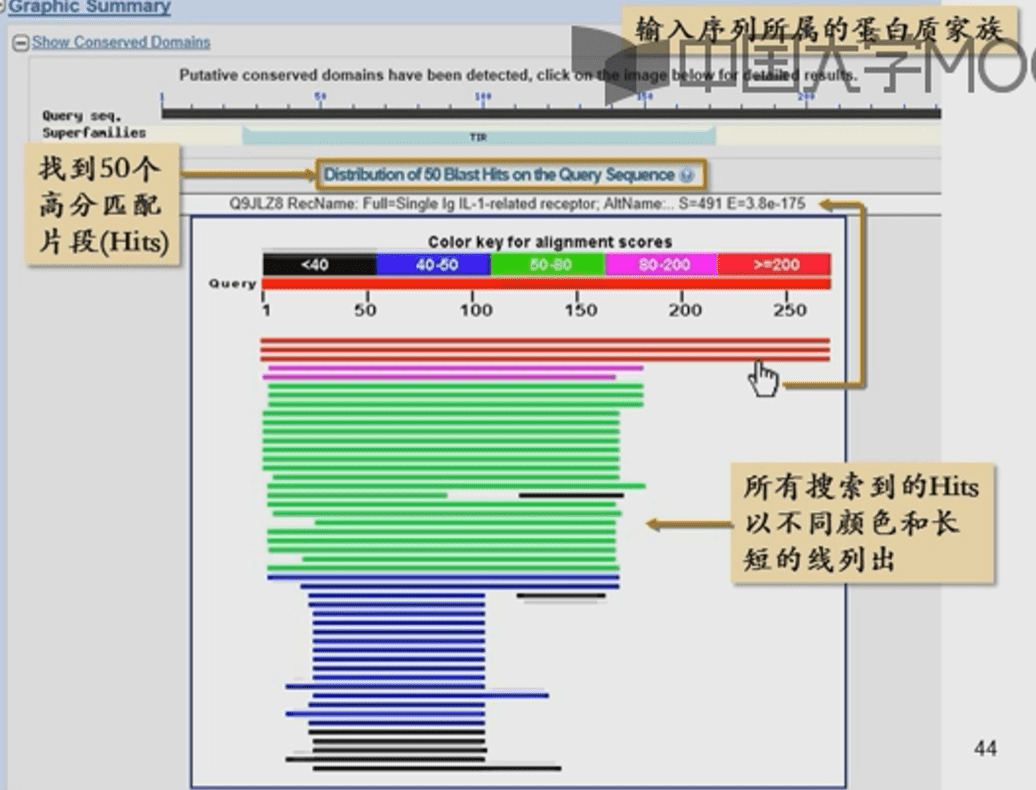 Graphic Summary
输入序列所属的蛋白质家族
Show Conserved Domains
中国大学MOO
Putative conserved domains have been detected, click on the image below for detailed results.
1 50 100 150 200
Query seq.
Superfamilies
TIR
找到50个
高分匹配
片段(Hits)
Distribution of 50 Blast Hits on the Query Sequence
Q9JLZ8 RecName: Full=Single Ig IL-1-related receptor; AltName:.. S=491 E=3.8e-175
Color key for alignment scores
<40 40-50 50-80 80-200 >=200
Query
1 50 100 150 200 250
所有搜索到的Hits
以不同颜色和长
短的线列出
44